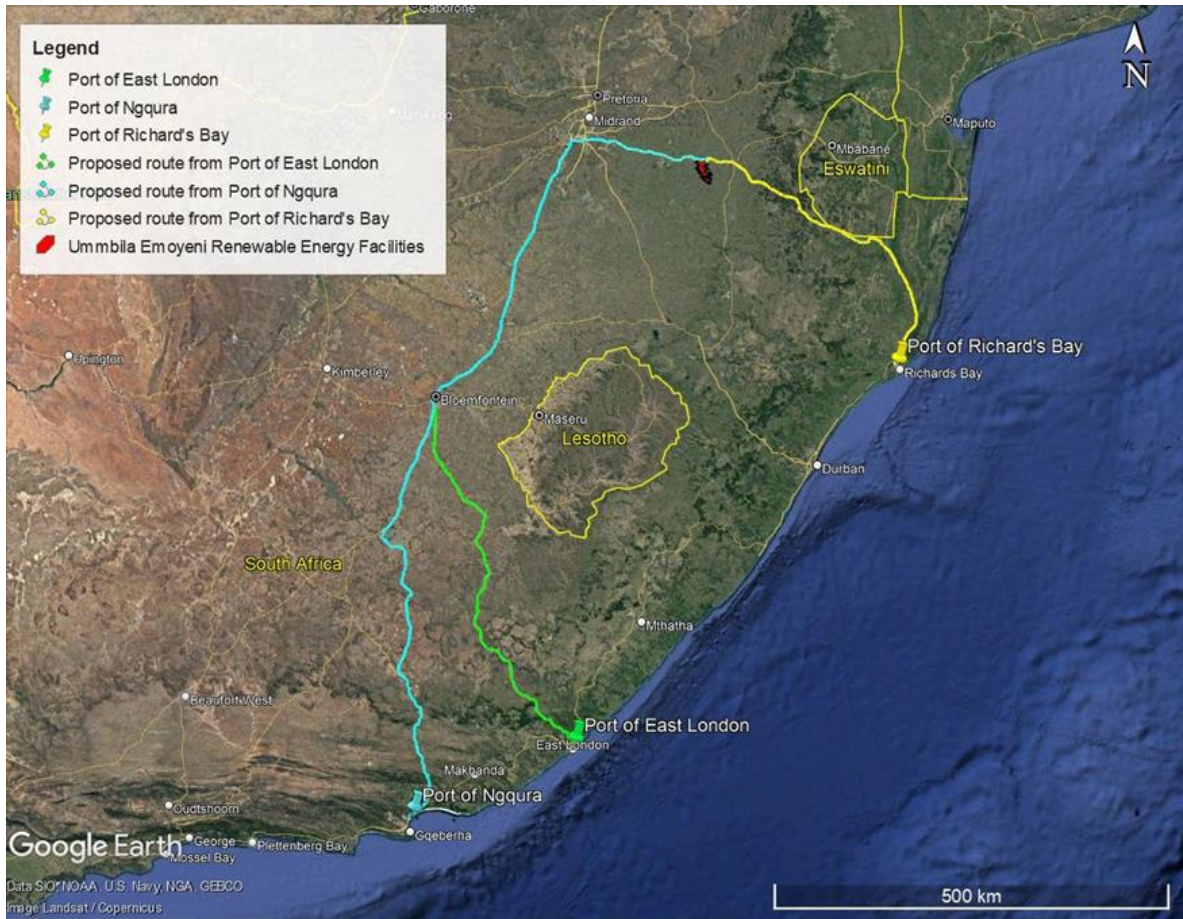 Gaborone
Legend
Port of East London
Port of Ngqura
Port of Richard's Bay
Proposed route from Port of East London
Proposed route from Port of Ngqura
Proposed route from Port of Richard's Bay
Ummbila Emoyeni Renewable Energy Facilities
N
Pretoria
Midrand
Mahikeng
Maputo
Mbabane
Eswatini
Port of Richard's Bay
Richards Bay
Upington
Kimberley
Bloemfontein
Maseru
Lesotho
Durban
South Africa
Mthatha
Beaufort West
Port of East London
East London
Makhanda
Port of Ngqura
Oudtshoorn
Gqeberha
George
Plettenberg Bay
Mossel Bay
Google Earth
Data SIO, NOAA, U.S. Navy, NGA, GEBCO
Image Landsat / Copernicus
500 km